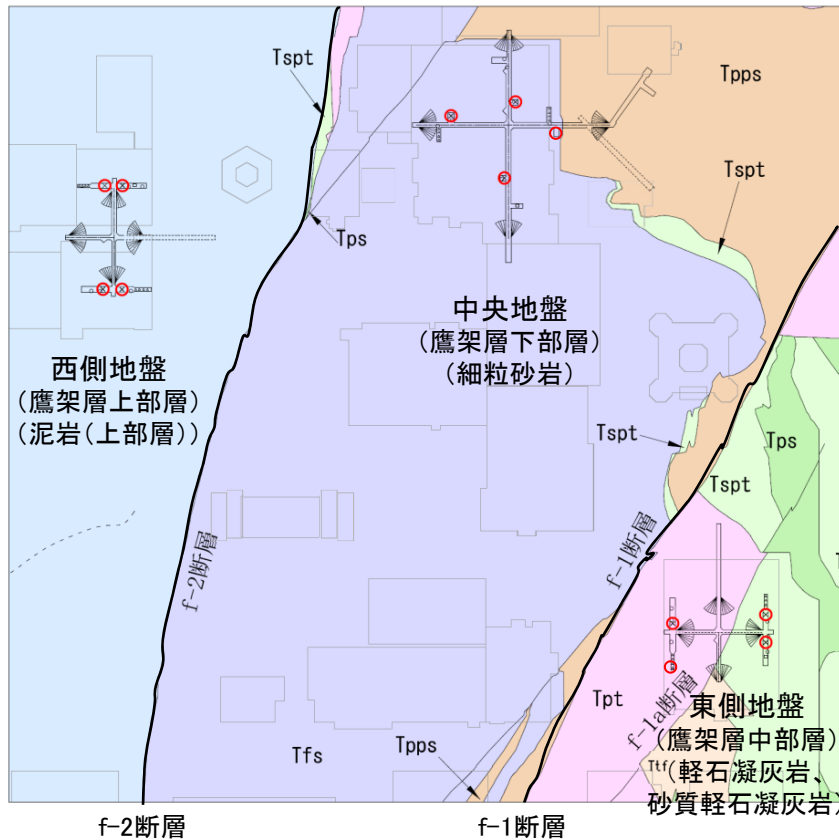 Tspt
Tpps
Tspt
Tps
中央地盤
(鷹架層下部層)
(細粒砂岩)
西側地盤
(鷹架層上部層)
(泥岩(上部層))
Tspt
Tps
Tspt
f-2断層
f-1断層
Tpt
f-1a断層
東側地盤
(鷹架層中部層)
Ttf
(軽石凝灰岩、
砂質軽石凝灰岩)
Tfs
Tpps
f-2断層
f-1断層